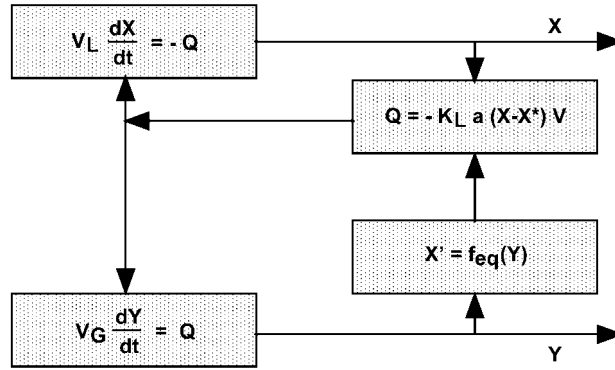 V_L dX/dt = - Q
X
Q = - K_L a (X-X*) V
X' = f_eq(Y)
V_G dY/dt = Q
Y